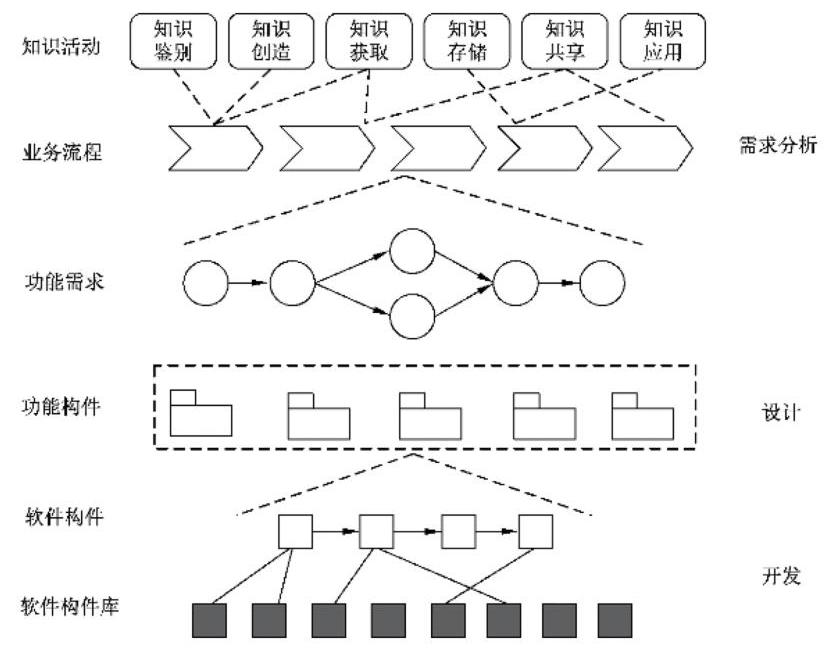 知识活动
知识
鉴别
知识
创造
知识
获取
知识
存储
知识
共享
知识
应用
业务流程
需求分析
功能需求
功能构件
设计
软件构件
开发
软件构件库